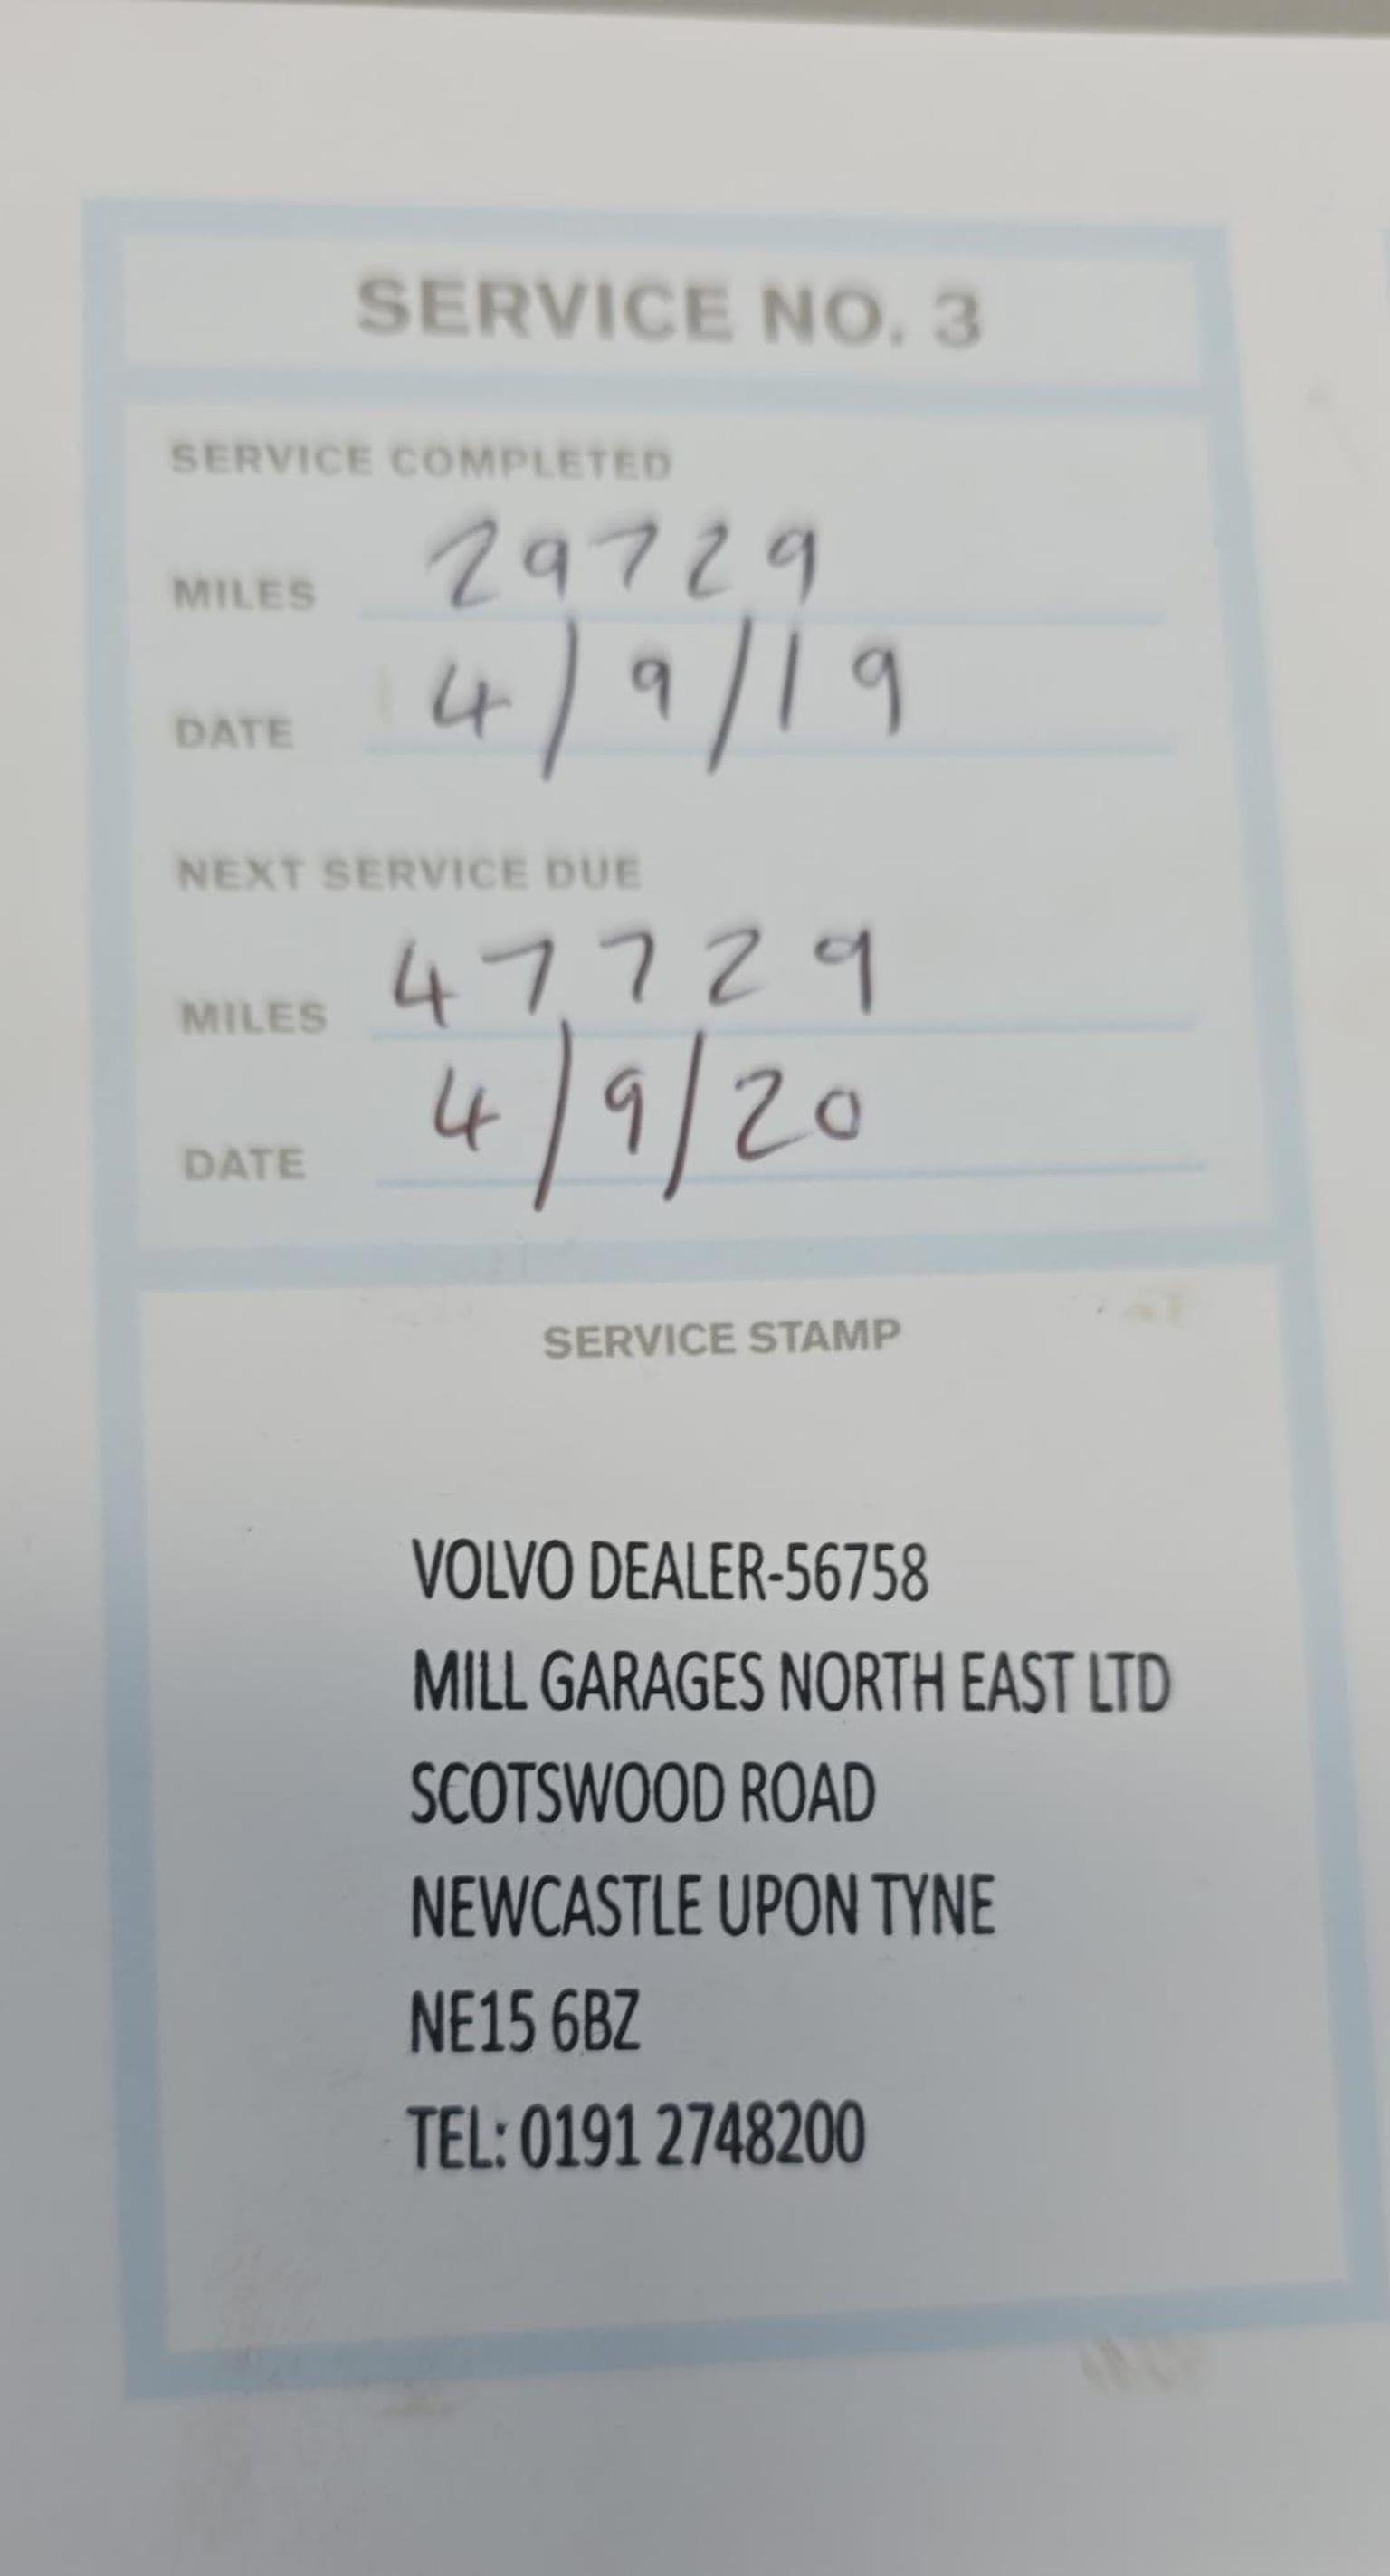 SERVICE NO. 3
SERVICE COMPLETED
MILES 29729
DATE 4/9/19
NEXT SERVICE DUE
MILES 47729
DATE 4/9/20
SERVICE STAMP
VOLVO DEALER-56758
MILL GARAGES NORTH EAST LTD
SCOTSWOOD ROAD
NEWCASTLE UPON TYNE
NE15 6BZ
TEL: 0191 2748200